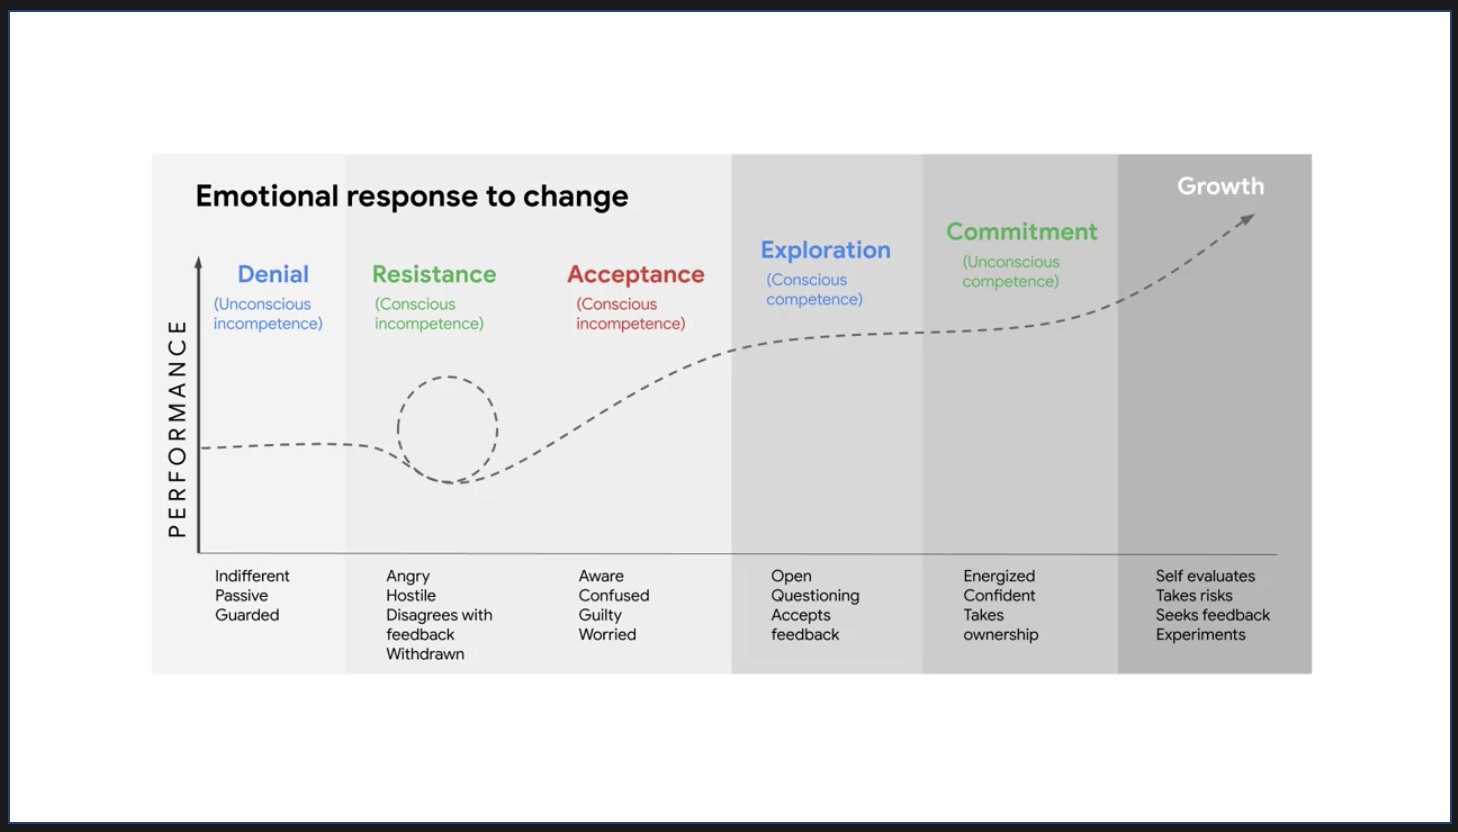 Emotional response to change
Growth
Commitment
(Unconscious
competence)
Exploration
(Conscious
competence)
Denial
(Unconscious
incompetence)
Resistance
(Conscious
incompetence)
Acceptance
(Conscious
incompetence)
PERFORMANCE
Indifferent
Passive
Guarded
Angry
Hostile
Disagrees with
feedback
Withdrawn
Aware
Confused
Guilty
Worried
Open
Questioning
Accepts
feedback
Energized
Confident
Takes
ownership
Self evaluates
Takes risks
Seeks feedback
Experiments